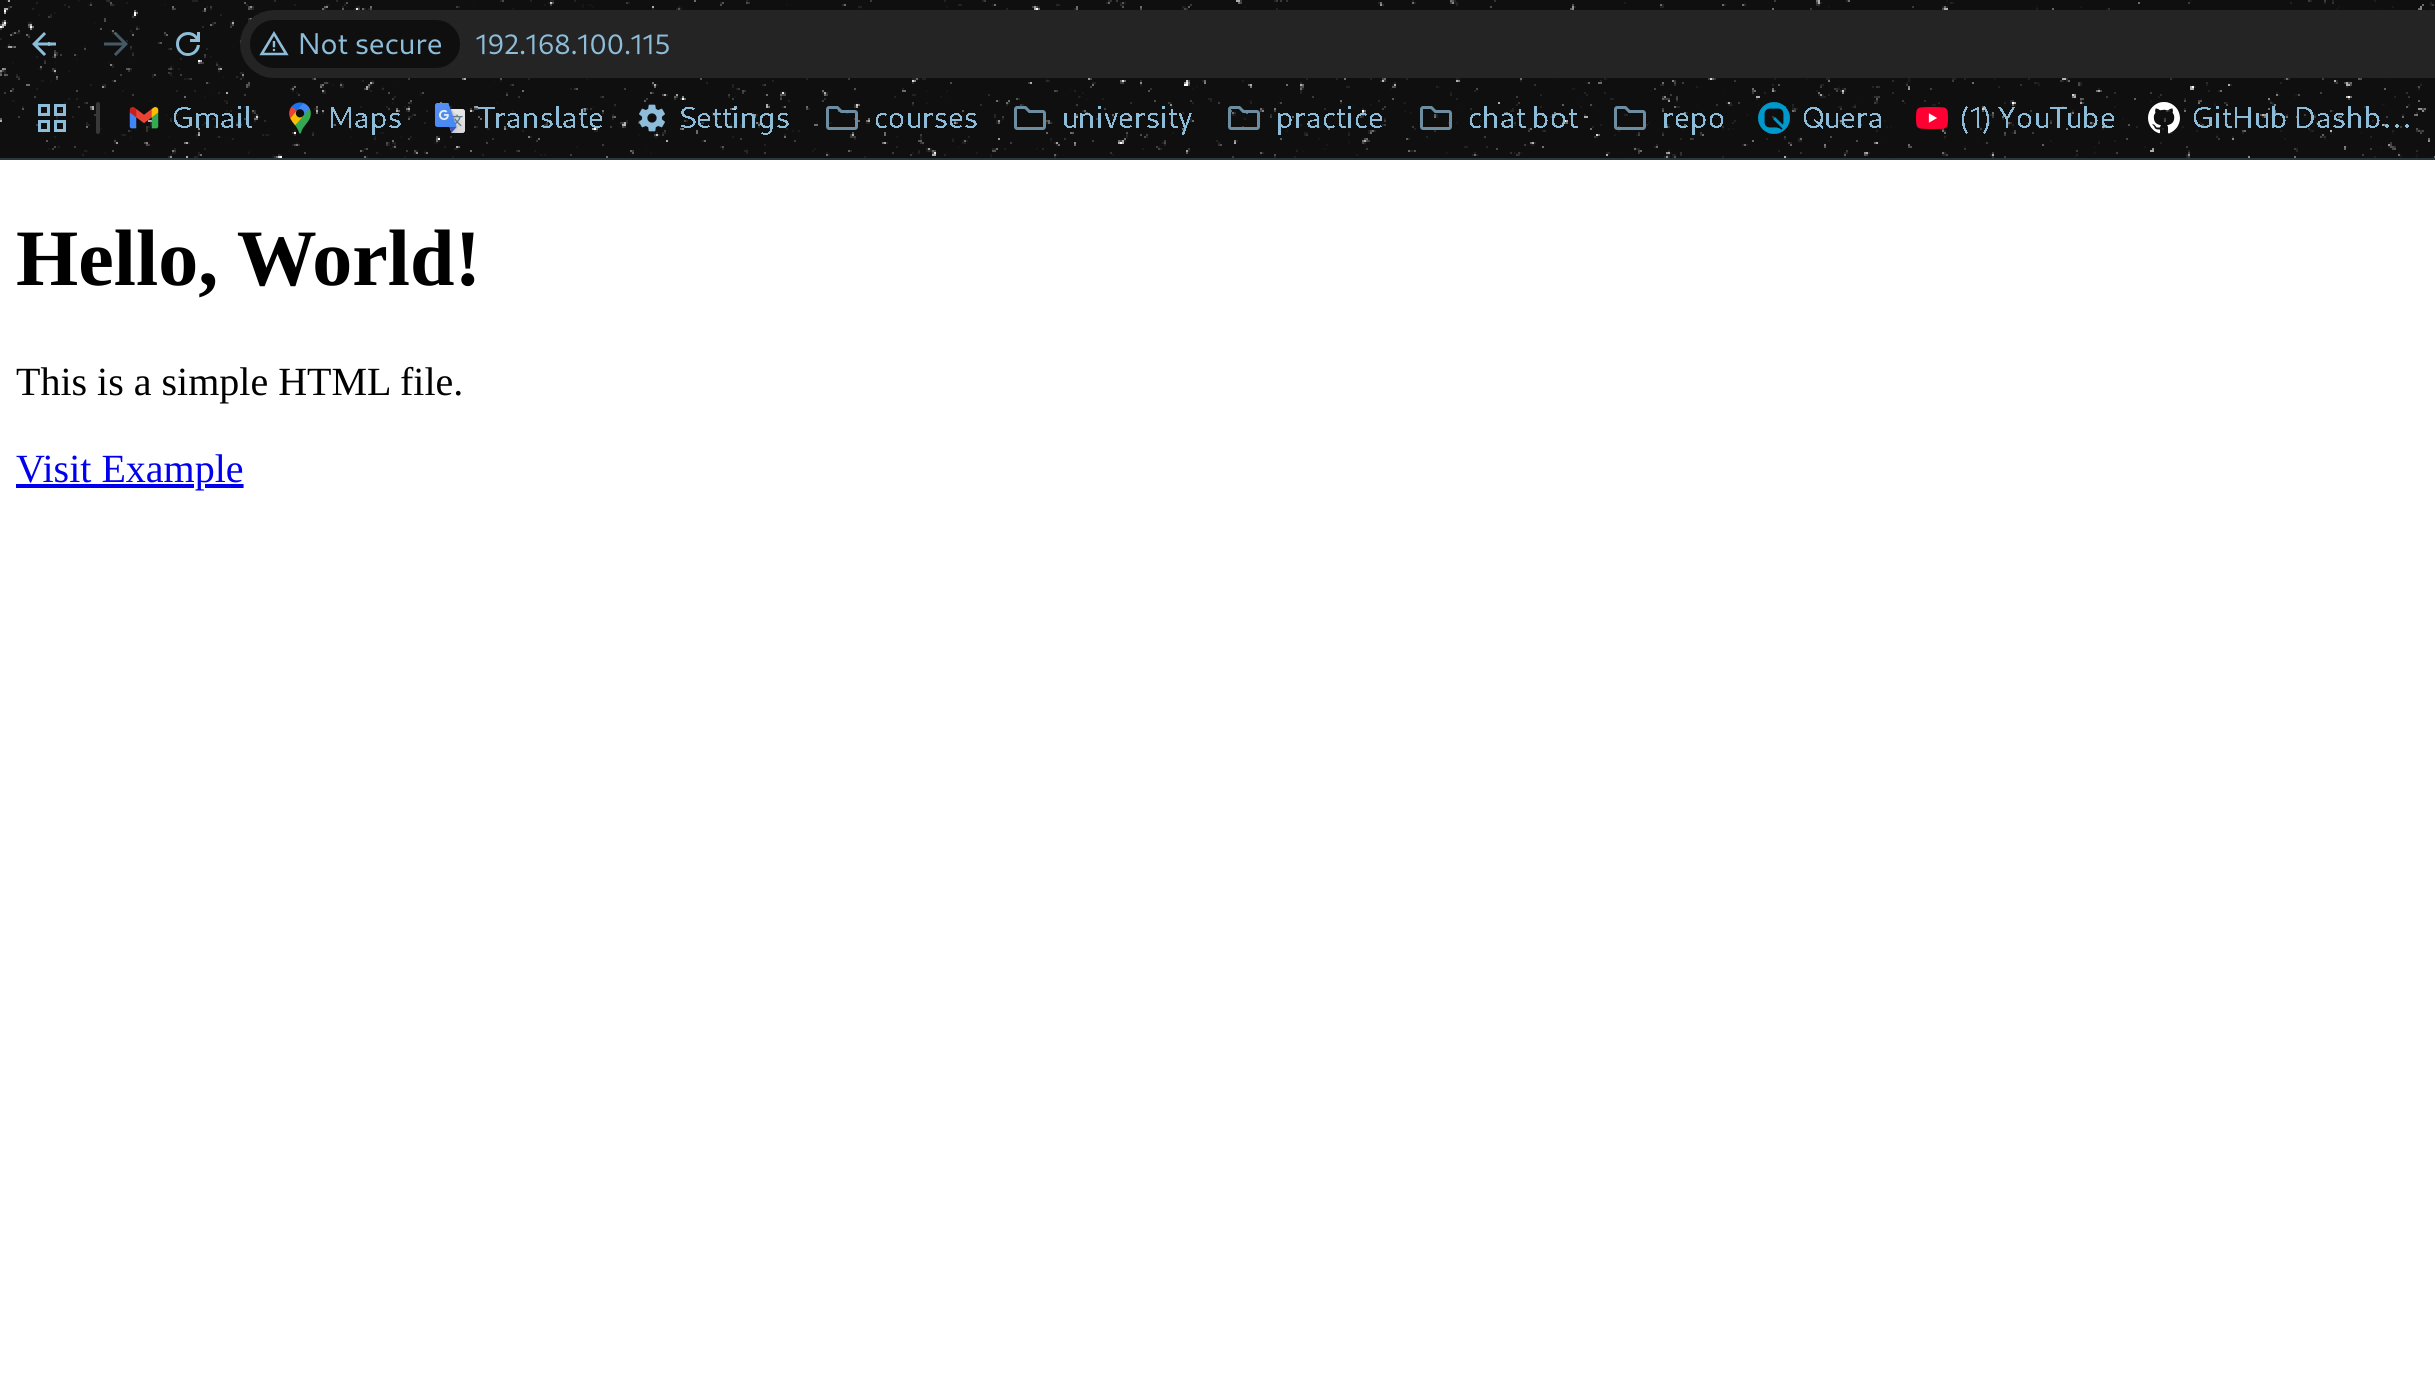 Not secure 192.168.100.115
Gmail Maps Translate Settings courses university practice chat bot repo Quera (1) YouTube GitHub Dashb...
Hello, World!
This is a simple HTML file.
Visit Example